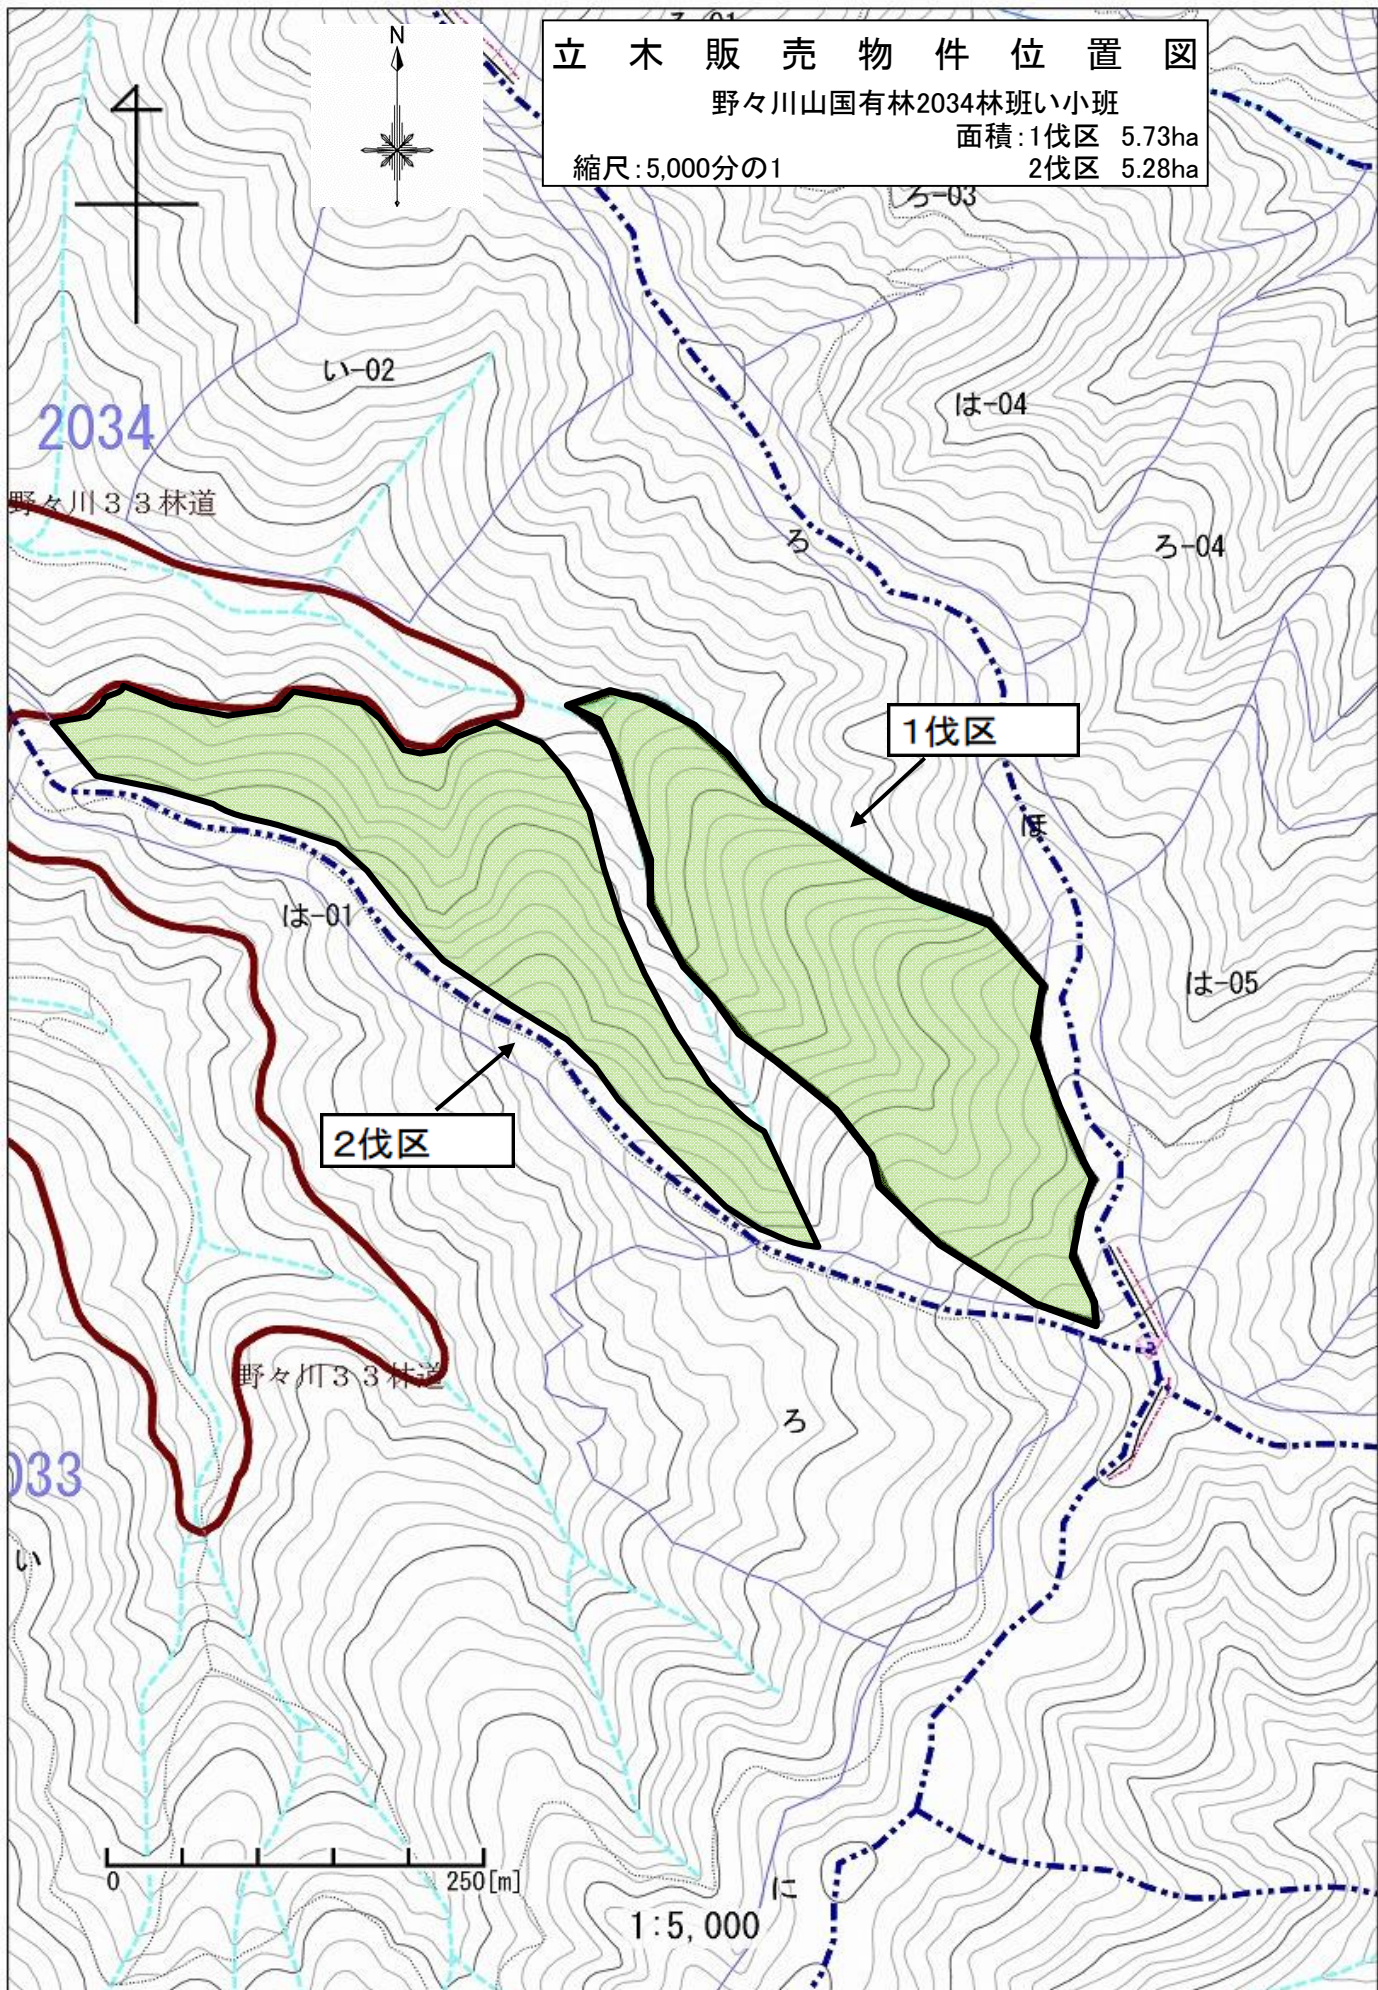 立木販売物件位置図
野々川山国有林2034林班い小班
面積:1伐区 5.73ha
縮尺:5,000分の1
2伐区 5.28ha
N
ろ-03
い-02
は-04
2034
野々川33林道
ろ
ろ-04
1伐区
ほ
は-01
は-05
2伐区
野々川33林道
ろ
033
い
0
250[m]
に
1:5,000